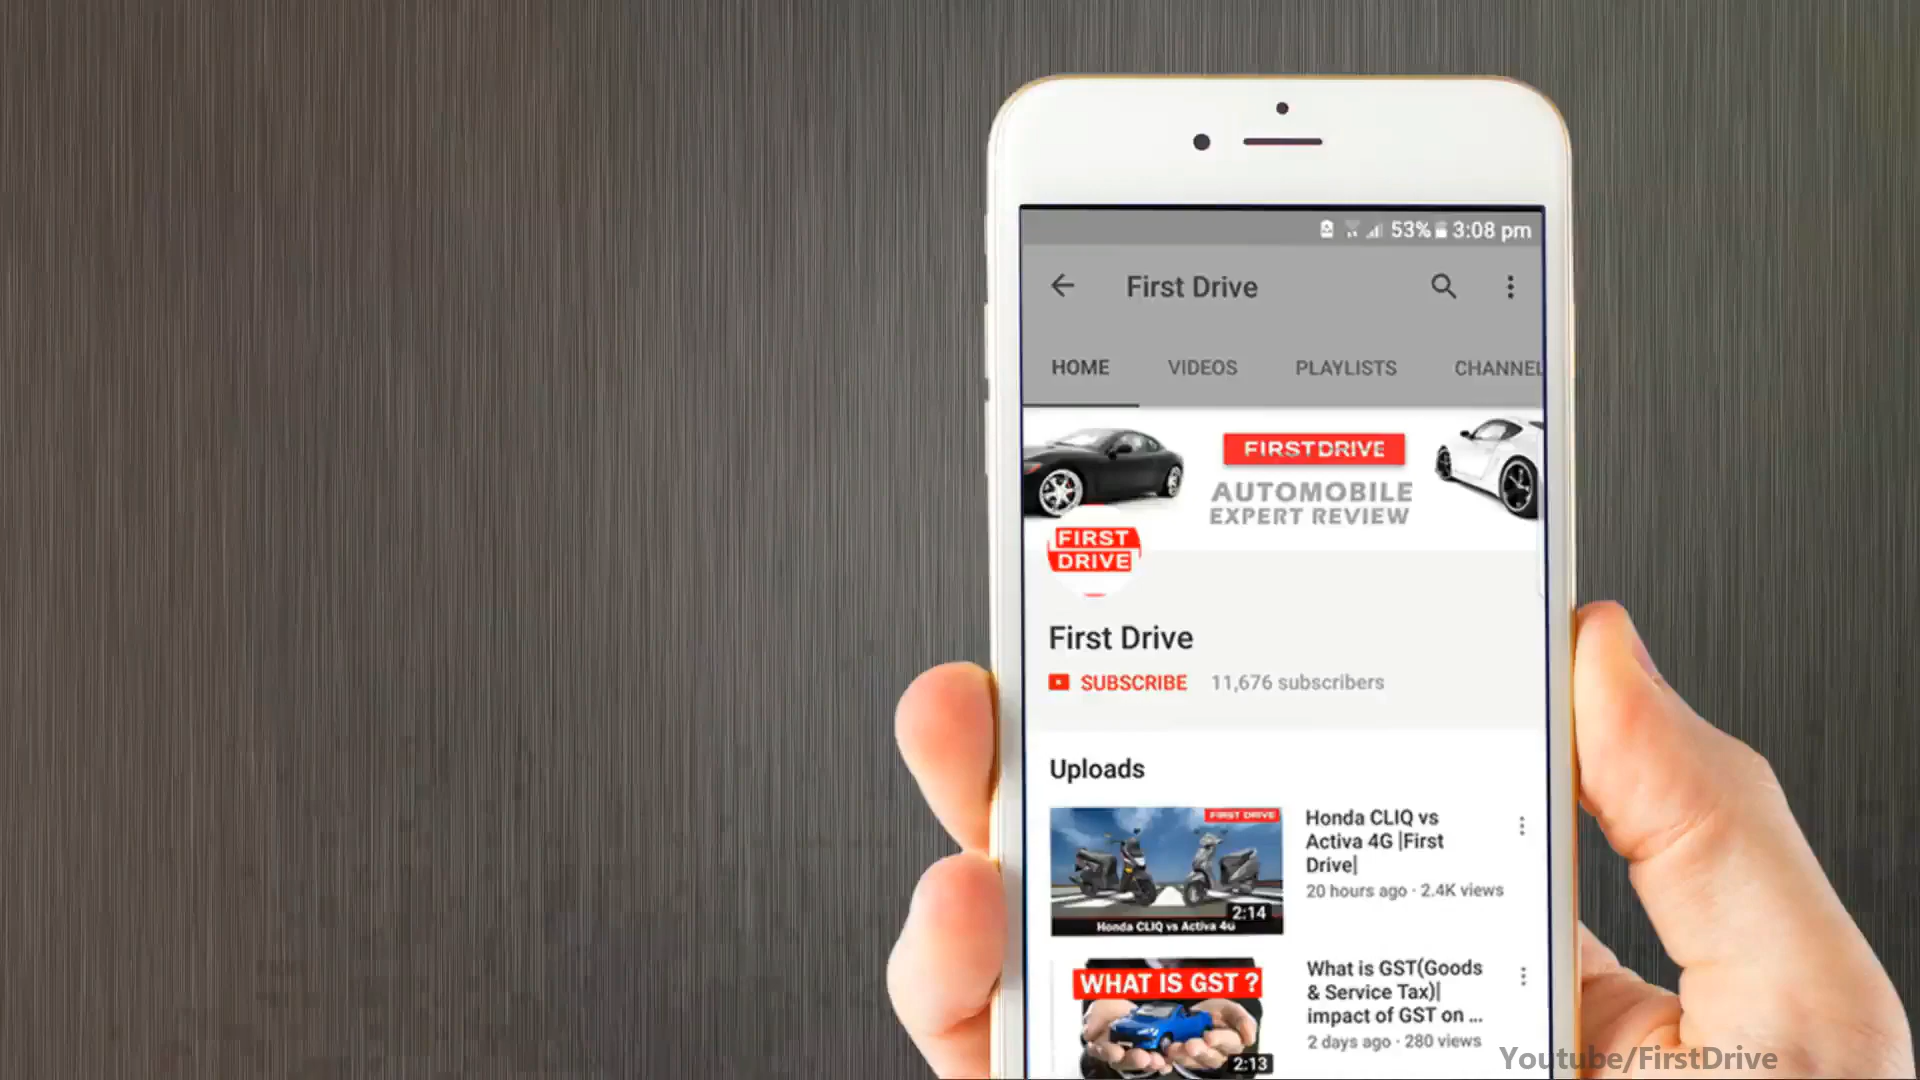 53% 3:08 pm
First Drive
HOME VIDEOS PLAYLISTS CHANNEL
FIRSTDRIVE
AUTOMOBILE
EXPERT REVIEW
FIRST
DRIVE
First Drive
SUBSCRIBE 11,676 subscribers
Uploads
FIRST DRIVE
2:14
Honda CLIQ vs Activa 4G
Honda CLIQ vs
Activa 4G |First
Drive|
20 hours ago · 2.4K views
WHAT IS GST ?
2:13
What is GST(Goods
& Service Tax)|
impact of GST on ...
2 days ago · 280 views
Youtube/FirstDrive